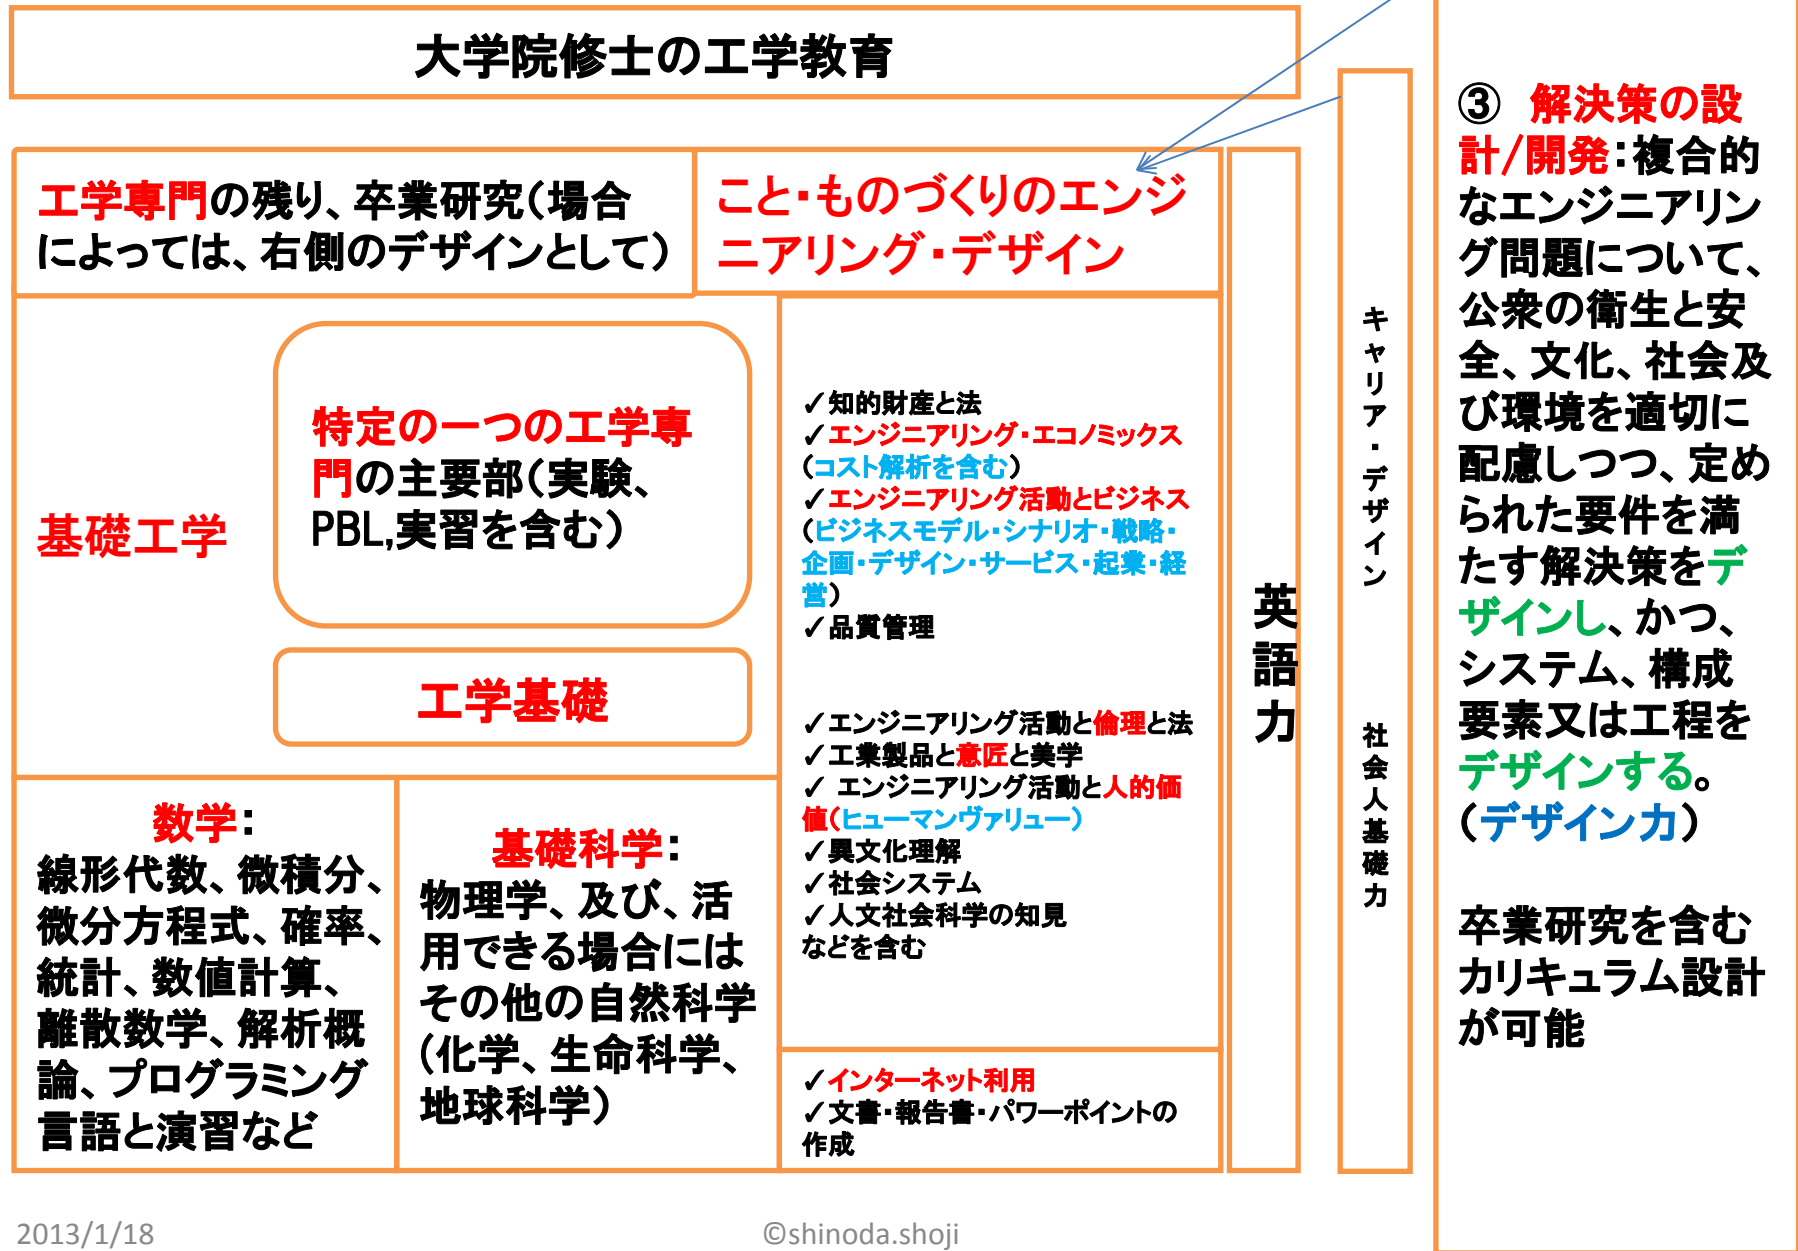 大学院修士の工学教育
工学専門の残り、卒業研究(場合
によっては、右側のデザインとして)
こと・ものづくりのエンジ
ニアリング・デザイン
基礎工学
特定の一つの工学専
門の主要部(実験、
PBL,実習を含む)
工学基礎
数学:
線形代数、微積分、
微分方程式、確率、
統計、数値計算、
離散数学、解析概
論、プログラミング
言語と演習など
基礎科学:
物理学、及び、活
用できる場合には
その他の自然科学
(化学、生命科学、
地球科学)
✓知的財産と法
✓エンジニアリング・エコノミックス
(コスト解析を含む)
✓エンジニアリング活動とビジネス
(ビジネスモデル・シナリオ・戦略・
企画・デザイン・サービス・起業・経
営)
✓品質管理
✓エンジニアリング活動と倫理と法
✓工業製品と意匠と美学
✓ エンジニアリング活動と人的価
値(ヒューマンヴァリュー)
✓異文化理解
✓社会システム
✓人文社会科学の知見
などを含む
✓インターネット利用
✓文書・報告書・パワーポイントの
作成
英語力
キャリア・デザイン 社会人基礎力
③ 解決策の設
計/開発:複合的
なエンジニアリン
グ問題について、
公衆の衛生と安
全、文化、社会及
び環境を適切に
配慮しつつ、定め
られた要件を満
たす解決策をデ
ザインし、かつ、
システム、構成
要素又は工程を
デザインする。
(デザイン力)
卒業研究を含む
カリキュラム設計
が可能
2013/1/18
©shinoda.shoji